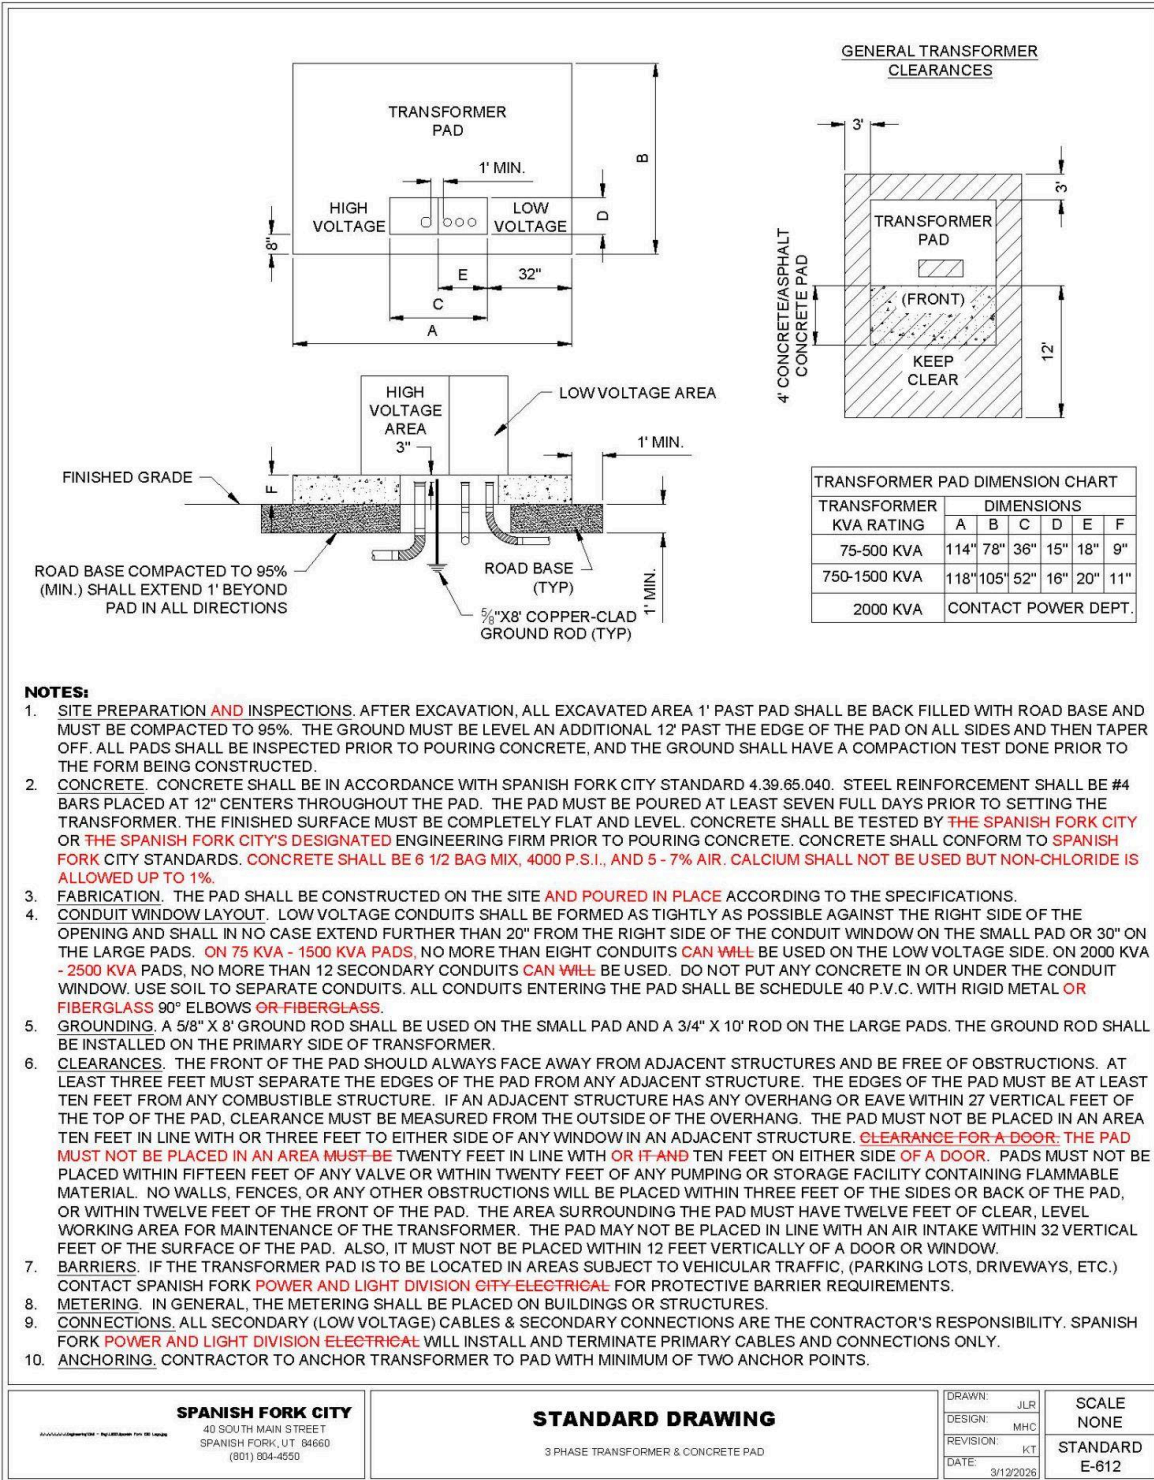 GENERAL TRANSFORMER
CLEARANCES
TRANSFORMER
PAD
1' MIN.
HIGH
VOLTAGE
LOW
VOLTAGE
B
D
8"
E
32"
C
A
3'
3'
TRANSFORMER
PAD
(FRONT)
KEEP
CLEAR
12'
4' CONCRETE/ASPHALT
CONCRETE PAD
HIGH
VOLTAGE
AREA
3"
LOW VOLTAGE AREA
1' MIN.
FINISHED GRADE
F
ROAD BASE COMPACTED TO 95%
(MIN.) SHALL EXTEND 1' BEYOND
PAD IN ALL DIRECTIONS
ROAD BASE
(TYP)
1' MIN.
5/8"X8' COPPER-CLAD
GROUND ROD (TYP)
TRANSFORMER PAD DIMENSION CHART
TRANSFORMER KVA RATING DIMENSIONS
A B C D E F
75-500 KVA 114" 78" 36" 15" 18" 9"
750-1500 KVA 118" 105" 52" 16" 20" 11"
2000 KVA CONTACT POWER DEPT.
NOTES:
1. SITE PREPARATION AND INSPECTIONS. AFTER EXCAVATION, ALL EXCAVATED AREA 1' PAST PAD SHALL BE BACK FILLED WITH ROAD BASE AND
MUST BE COMPACTED TO 95%. THE GROUND MUST BE LEVEL AN ADDITIONAL 12' PAST THE EDGE OF THE PAD ON ALL SIDES AND THEN TAPER
OFF. ALL PADS SHALL BE INSPECTED PRIOR TO POURING CONCRETE, AND THE GROUND SHALL HAVE A COMPACTION TEST DONE PRIOR TO
THE FORM BEING CONSTRUCTED.
2. CONCRETE. CONCRETE SHALL BE IN ACCORDANCE WITH SPANISH FORK CITY STANDARD 4.39.65.040. STEEL REINFORCEMENT SHALL BE #4
BARS PLACED AT 12" CENTERS THROUGHOUT THE PAD. THE PAD MUST BE POURED AT LEAST SEVEN FULL DAYS PRIOR TO SETTING THE
TRANSFORMER. THE FINISHED SURFACE MUST BE COMPLETELY FLAT AND LEVEL. CONCRETE SHALL BE TESTED BY THE SPANISH FORK CITY
OR THE SPANISH FORK CITY'S DESIGNATED ENGINEERING FIRM PRIOR TO POURING CONCRETE. CONCRETE SHALL CONFORM TO SPANISH
FORK CITY STANDARDS. CONCRETE SHALL BE 6 1/2 BAG MIX, 4000 P.S.I., AND 5 - 7% AIR. CALCIUM SHALL NOT BE USED BUT NON-CHLORIDE IS
ALLOWED UP TO 1%.
3. FABRICATION. THE PAD SHALL BE CONSTRUCTED ON THE SITE AND POURED IN PLACE ACCORDING TO THE SPECIFICATIONS.
4. CONDUIT WINDOW LAYOUT. LOW VOLTAGE CONDUITS SHALL BE FORMED AS TIGHTLY AS POSSIBLE AGAINST THE RIGHT SIDE OF THE
OPENING AND SHALL IN NO CASE EXTEND FURTHER THAN 20" FROM THE RIGHT SIDE OF THE CONDUIT WINDOW ON THE SMALL PAD OR 30" ON
THE LARGE PADS. ON 75 KVA - 1500 KVA PADS, NO MORE THAN EIGHT CONDUITS CAN WILL BE USED ON THE LOW VOLTAGE SIDE. ON 2000 KVA
- 2500 KVA PADS, NO MORE THAN 12 SECONDARY CONDUITS CAN WILL BE USED. DO NOT PUT ANY CONCRETE IN OR UNDER THE CONDUIT
WINDOW. USE SOIL TO SEPARATE CONDUITS. ALL CONDUITS ENTERING THE PAD SHALL BE SCHEDULE 40 P.V.C. WITH RIGID METAL OR
FIBERGLASS 90° ELBOWS OR FIBERGLASS.
5. GROUNDING. A 5/8" X 8' GROUND ROD SHALL BE USED ON THE SMALL PAD AND A 3/4" X 10' ROD ON THE LARGE PADS. THE GROUND ROD SHALL
BE INSTALLED ON THE PRIMARY SIDE OF TRANSFORMER.
6. CLEARANCES. THE FRONT OF THE PAD SHOULD ALWAYS FACE AWAY FROM ADJACENT STRUCTURES AND BE FREE OF OBSTRUCTIONS. AT
LEAST THREE FEET MUST SEPARATE THE EDGES OF THE PAD FROM ANY ADJACENT STRUCTURE. THE EDGES OF THE PAD MUST BE AT LEAST
TEN FEET FROM ANY COMBUSTIBLE STRUCTURE. IF AN ADJACENT STRUCTURE HAS ANY OVERHANG OR EAVE WITHIN 27 VERTICAL FEET OF
THE TOP OF THE PAD, CLEARANCE MUST BE MEASURED FROM THE OUTSIDE OF THE OVERHANG. THE PAD MUST NOT BE PLACED IN AN AREA
TEN FEET IN LINE WITH OR THREE FEET TO EITHER SIDE OF ANY WINDOW IN AN ADJACENT STRUCTURE. CLEARANCE FOR A DOOR. THE PAD
MUST NOT BE PLACED IN AN AREA MUST BE TWENTY FEET IN LINE WITH OR IT AND TEN FEET ON EITHER SIDE OF A DOOR. PADS MUST NOT BE
PLACED WITHIN FIFTEEN FEET OF ANY VALVE OR WITHIN TWENTY FEET OF ANY PUMPING OR STORAGE FACILITY CONTAINING FLAMMABLE
MATERIAL. NO WALLS, FENCES, OR ANY OTHER OBSTRUCTIONS WILL BE PLACED WITHIN THREE FEET OF THE SIDES OR BACK OF THE PAD,
OR WITHIN TWELVE FEET OF THE FRONT OF THE PAD. THE AREA SURROUNDING THE PAD MUST HAVE TWELVE FEET OF CLEAR, LEVEL
WORKING AREA FOR MAINTENANCE OF THE TRANSFORMER. THE PAD MAY NOT BE PLACED IN LINE WITH AN AIR INTAKE WITHIN 32 VERTICAL
FEET OF THE SURFACE OF THE PAD. ALSO, IT MUST NOT BE PLACED WITHIN 12 FEET VERTICALLY OF A DOOR OR WINDOW.
7. BARRIERS. IF THE TRANSFORMER PAD IS TO BE LOCATED IN AREAS SUBJECT TO VEHICULAR TRAFFIC, (PARKING LOTS, DRIVEWAYS, ETC.)
CONTACT SPANISH FORK POWER AND LIGHT DIVISION CITY ELECTRICAL FOR PROTECTIVE BARRIER REQUIREMENTS.
8. METERING. IN GENERAL, THE METERING SHALL BE PLACED ON BUILDINGS OR STRUCTURES.
9. CONNECTIONS. ALL SECONDARY (LOW VOLTAGE) CABLES & SECONDARY CONNECTIONS ARE THE CONTRACTOR'S RESPONSIBILITY. SPANISH
FORK POWER AND LIGHT DIVISION ELECTRICAL WILL INSTALL AND TERMINATE PRIMARY CABLES AND CONNECTIONS ONLY.
10. ANCHORING. CONTRACTOR TO ANCHOR TRANSFORMER TO PAD WITH MINIMUM OF TWO ANCHOR POINTS.
SPANISH FORK CITY
40 SOUTH MAIN STREET
SPANISH FORK, UT 84660
(801) 804-4550
STANDARD DRAWING
3 PHASE TRANSFORMER & CONCRETE PAD
DRAWN: JLR
DESIGN: MHC
REVISION: KT
DATE: 3/12/2026
SCALE
NONE
STANDARD
E-612